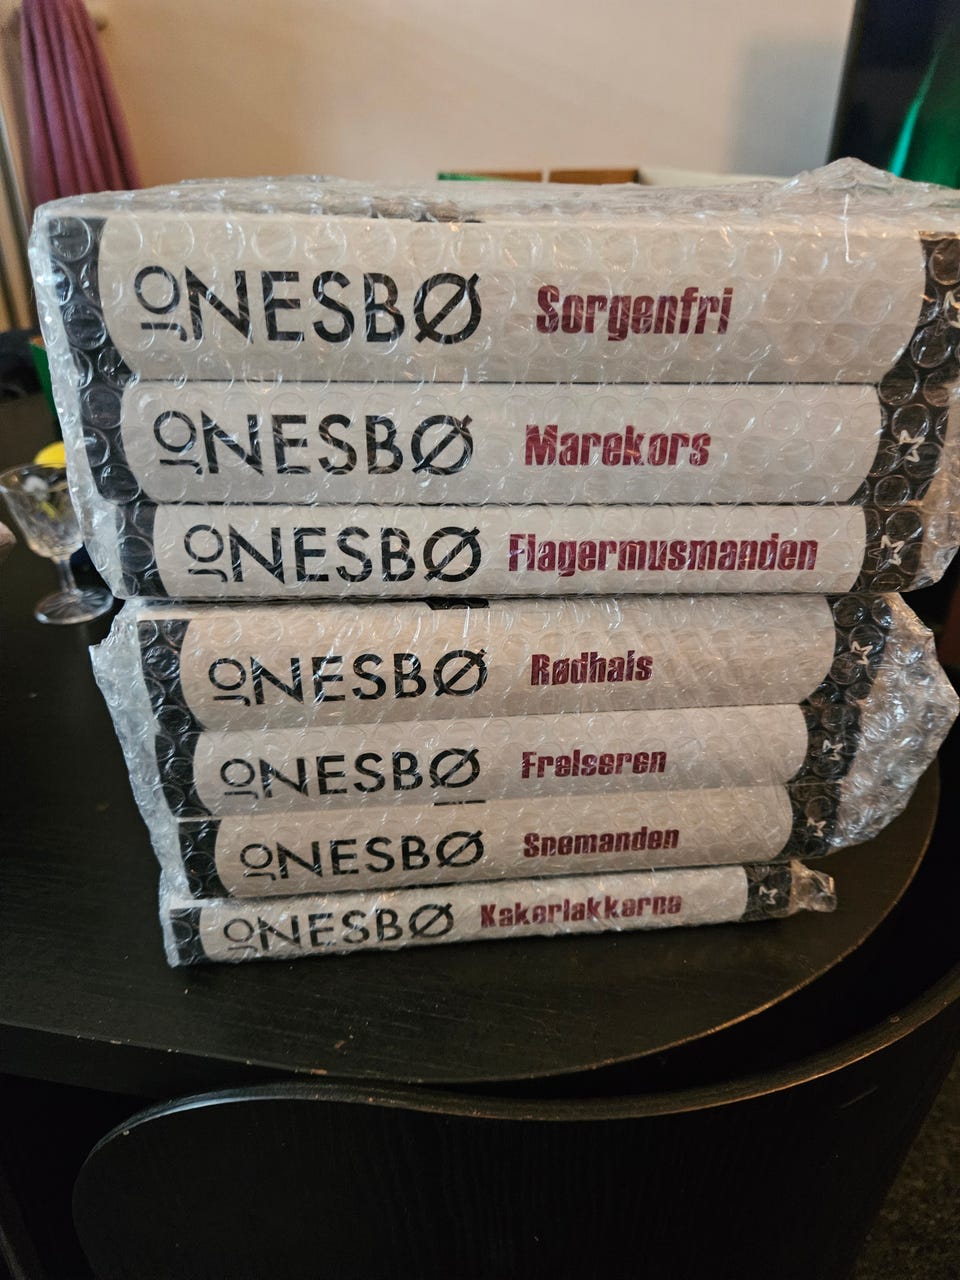 JO NESBØ Sorgenfri
JO NESBØ Marekors
JO NESBØ Flagermusmanden
JO NESBØ Rødhals
JO NESBØ Frelseren
JO NESBØ Snemanden
JO NESBØ Kakerlakkerne